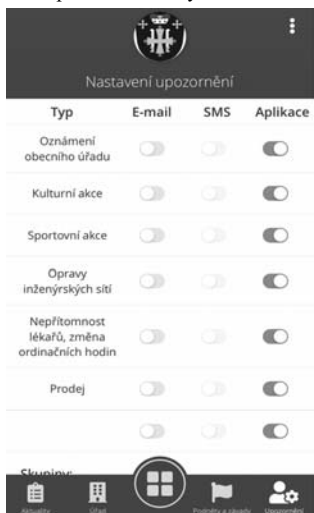 Nastavení upozornění
Typ E-mail SMS Aplikace
Oznámení
obecního úřadu
Kulturní akce
Sportovní akce
Opravy
inženýrských sítí
Nepřítomnost
lékařů, změna
ordinačních hodin
Prodej
Skupiny:
Aktuality Úřad Podněty a závady Upozornění